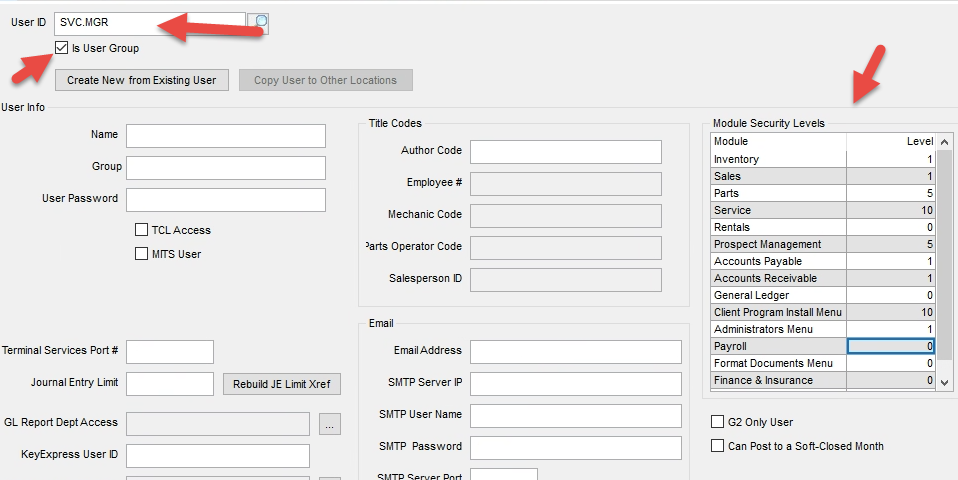 User ID SVC.MGR
Is User Group
Create New from Existing User Copy User to Other Locations
User Info
Name
Group
User Password
TCL Access
MITS User
Terminal Services Port #
Journal Entry Limit Rebuild JE Limit Xref
GL Report Dept Access ...
KeyExpress User ID
Title Codes
Author Code
Employee #
Mechanic Code
Parts Operator Code
Salesperson ID
Email
Email Address
SMTP Server IP
SMTP User Name
SMTP Password
SMTP Server Port
Module Security Levels
Module Level
Inventory 1
Sales 1
Parts 5
Service 10
Rentals 0
Prospect Management 5
Accounts Payable 1
Accounts Receivable 1
General Ledger 0
Client Program Install Menu 10
Administrators Menu 1
Payroll 0
Format Documents Menu 0
Finance & Insurance 0
G2 Only User
Can Post to a Soft-Closed Month